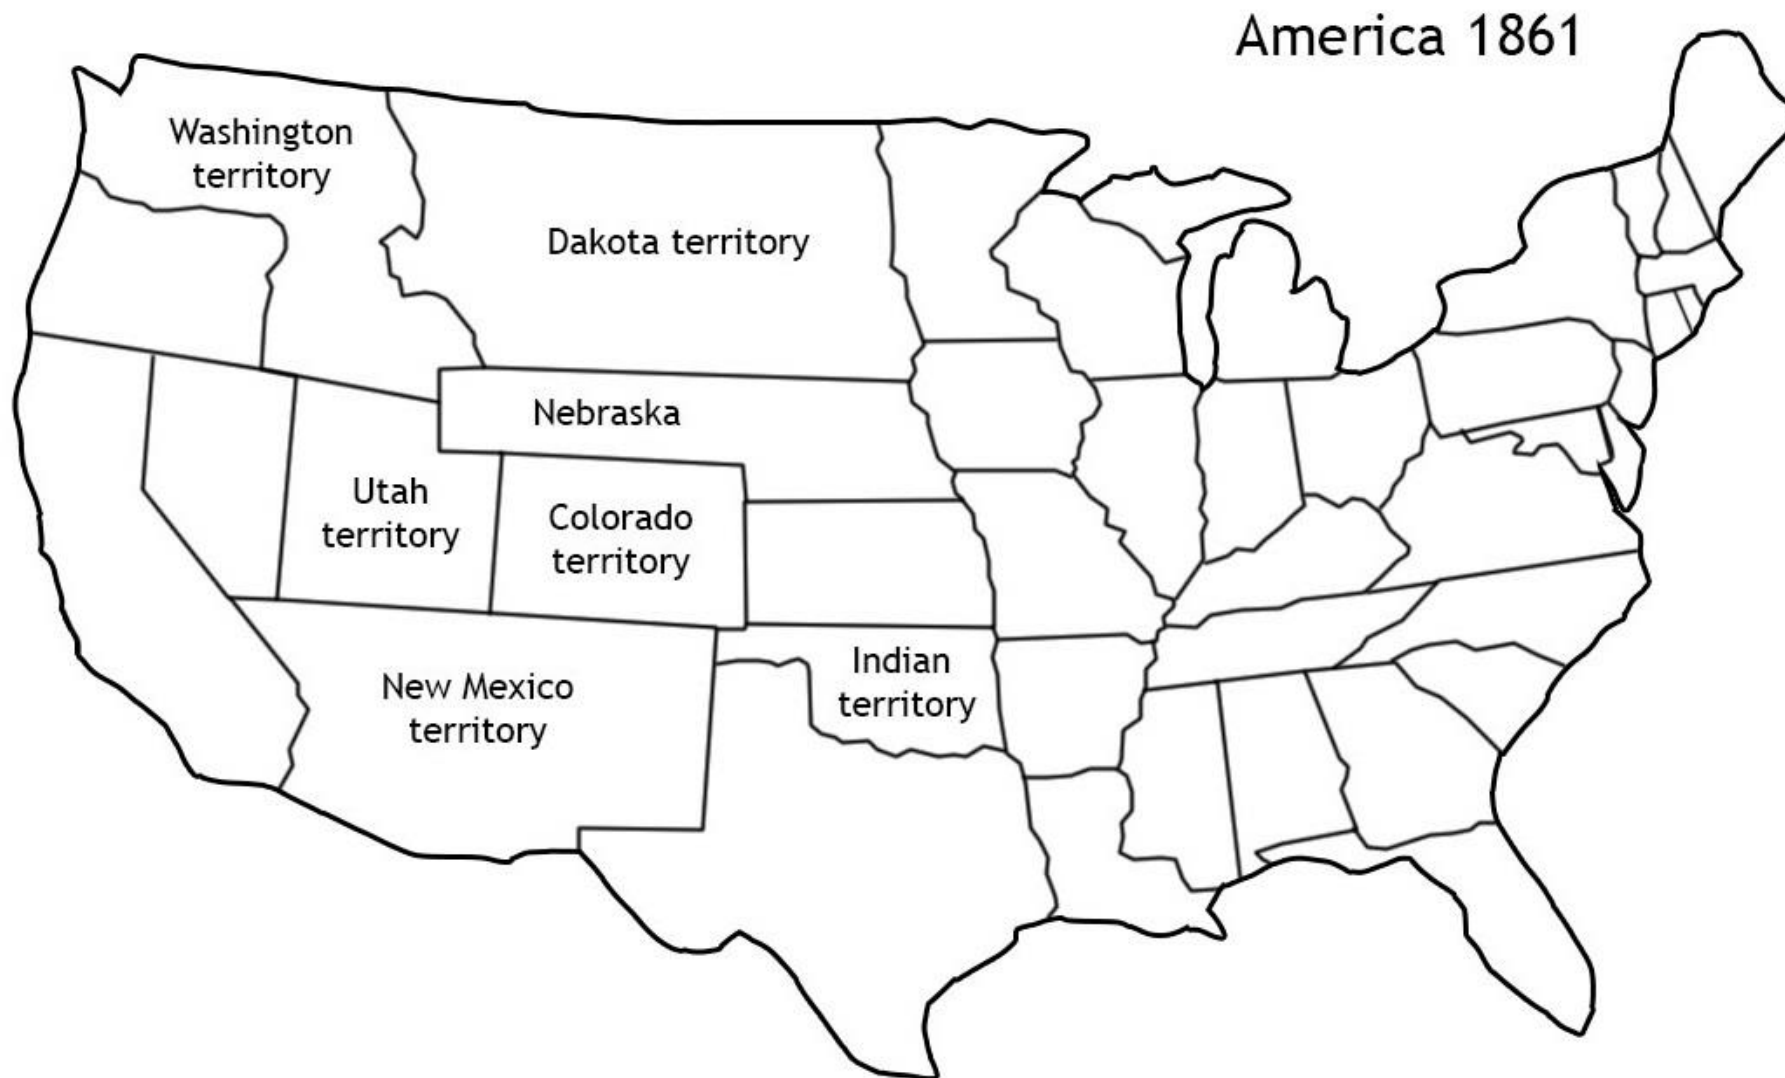 America 1861
Washington
territory
Dakota territory
Nebraska
Utah
territory
Colorado
territory
Indian
territory
New Mexico
territory